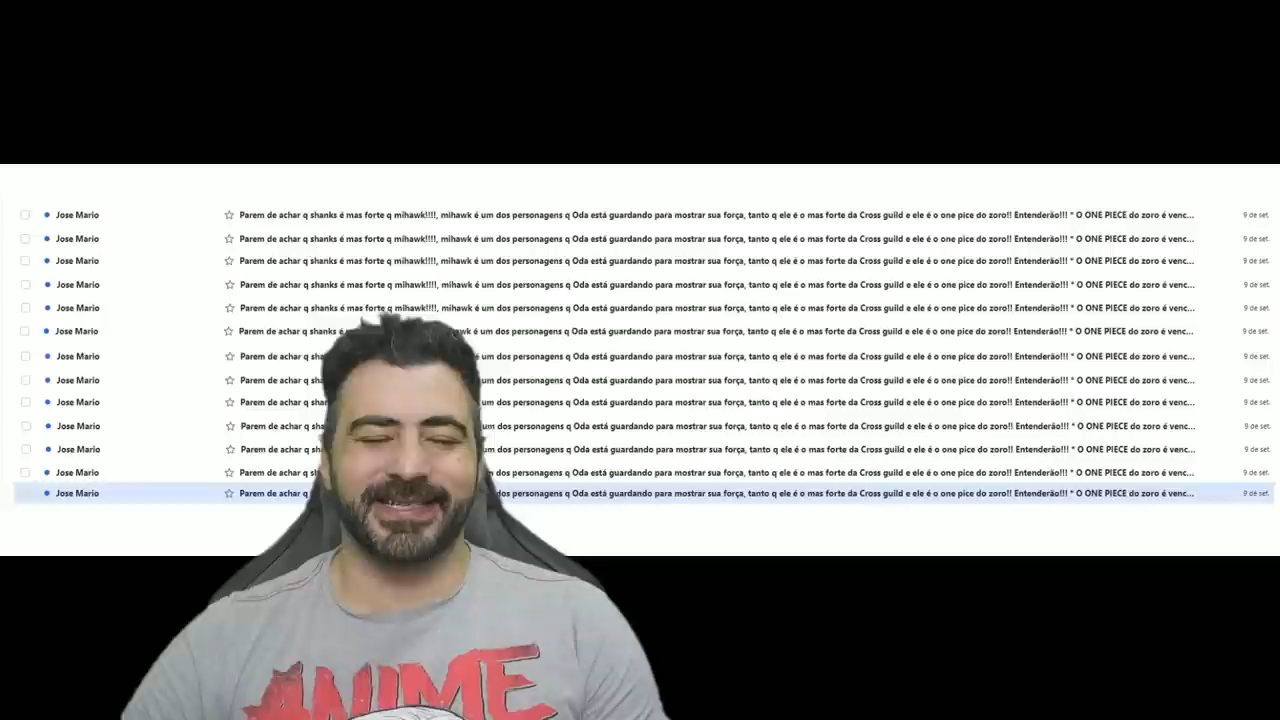 Jose Mario Parem de achar q shanks é mas forte q mihawk!!!!, mihawk é um dos personagens q Oda está guardando para mostrar sua força, tanto q ele é o mas forte da Cross guild e ele é o one pice do zoro!! Entenderão!!! * O ONE PIECE do zoro é venc... 9 de set.
Jose Mario Parem de achar q shanks é mas forte q mihawk!!!!, mihawk é um dos personagens q Oda está guardando para mostrar sua força, tanto q ele é o mas forte da Cross guild e ele é o one pice do zoro!! Entenderão!!! * O ONE PIECE do zoro é venc... 9 de set.
Jose Mario Parem de achar q shanks é mas forte q mihawk!!!!, mihawk é um dos personagens q Oda está guardando para mostrar sua força, tanto q ele é o mas forte da Cross guild e ele é o one pice do zoro!! Entenderão!!! * O ONE PIECE do zoro é venc... 9 de set.
Jose Mario Parem de achar q shanks é mas forte q mihawk!!!!, mihawk é um dos personagens q Oda está guardando para mostrar sua força, tanto q ele é o mas forte da Cross guild e ele é o one pice do zoro!! Entenderão!!! * O ONE PIECE do zoro é venc... 9 de set.
Jose Mario Parem de achar q shanks é mas forte q mihawk!!!!, mihawk é um dos personagens q Oda está guardando para mostrar sua força, tanto q ele é o mas forte da Cross guild e ele é o one pice do zoro!! Entenderão!!! * O ONE PIECE do zoro é venc... 9 de set.
Jose Mario Parem de achar q shanks é um dos personagens q Oda está guardando para mostrar sua força, tanto q ele é o mas forte da Cross guild e ele é o one pice do zoro!! Entenderão!!! * O ONE PIECE do zoro é venc... 9 de set.
Jose Mario Parem de achar q sh um dos personagens q Oda está guardando para mostrar sua força, tanto q ele é o mas forte da Cross guild e ele é o one pice do zoro!! Entenderão!!! * O ONE PIECE do zoro é venc... 9 de set.
Jose Mario Parem de achar q sh um dos personagens q Oda está guardando para mostrar sua força, tanto q ele é o mas forte da Cross guild e ele é o one pice do zoro!! Entenderão!!! * O ONE PIECE do zoro é venc... 9 de set.
Jose Mario Parem de achar q sh um dos personagens q Oda está guardando para mostrar sua força, tanto q ele é o mas forte da Cross guild e ele é o one pice do zoro!! Entenderão!!! * O ONE PIECE do zoro é venc... 9 de set.
Jose Mario Parem de achar q sh um dos personagens q Oda está guardando para mostrar sua força, tanto q ele é o mas forte da Cross guild e ele é o one pice do zoro!! Entenderão!!! * O ONE PIECE do zoro é venc... 9 de set.
Jose Mario Parem de achar q sh um dos personagens q Oda está guardando para mostrar sua força, tanto q ele é o mas forte da Cross guild e ele é o one pice do zoro!! Entenderão!!! * O ONE PIECE do zoro é venc... 9 de set.
Jose Mario Parem de achar q sh dos personagens q Oda está guardando para mostrar sua força, tanto q ele é o mas forte da Cross guild e ele é o one pice do zoro!! Entenderão!!! * O ONE PIECE do zoro é venc... 9 de set.
Jose Mario Parem de achar q dos personagens q Oda está guardando para mostrar sua força, tanto q ele é o mas forte da Cross guild e ele é o one pice do zoro!! Entenderão!!! * O ONE PIECE do zoro é venc... 9 de set.
ANIME